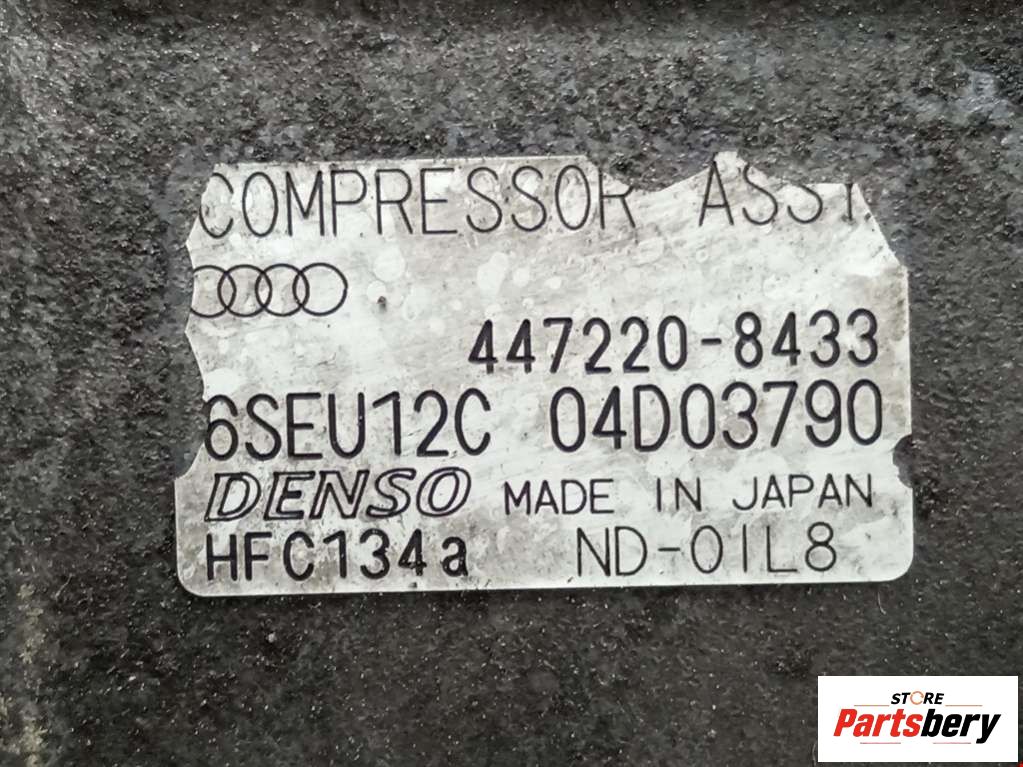 COMPRESSOR ASSY
447220-8433
6SEU12C 04D03790
DENSO MADE IN JAPAN
HFC134a ND-OIL8
STORE
Partsbery